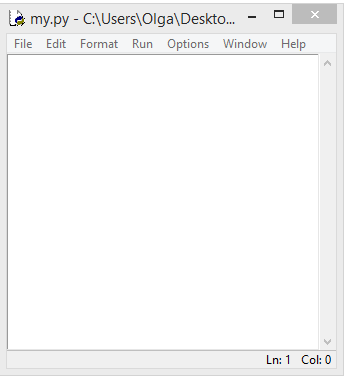 my.py - C:\Users\Olga\Deskto...
File Edit Format Run Options Window Help
Ln: 1 Col: 0